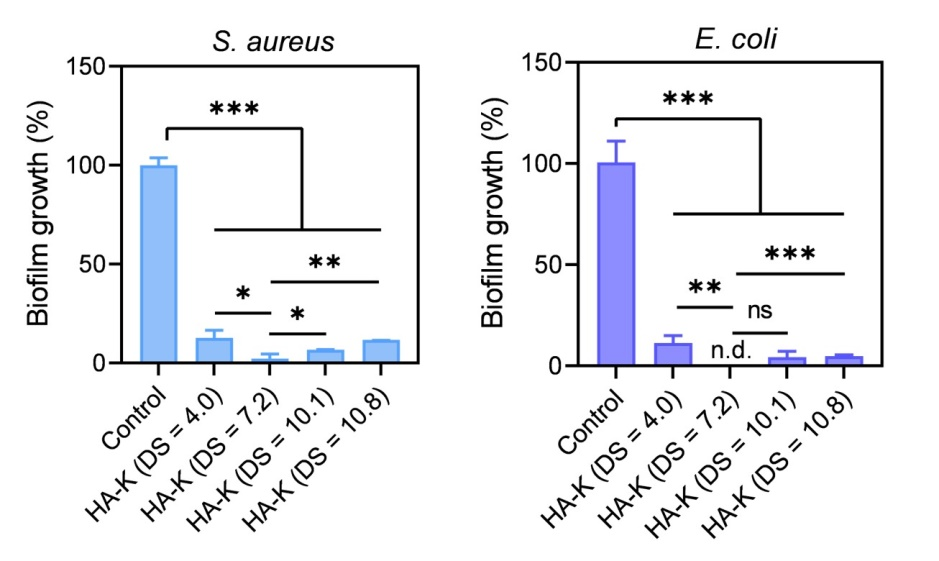 S. aureus
Biofilm growth (%)
150
100
50
0
***
**
*
*
Control
HA-K (DS = 4.0)
HA-K (DS = 7.2)
HA-K (DS = 10.1)
HA-K (DS = 10.8)
E. coli
Biofilm growth (%)
150
100
50
0
***
***
**
ns
n.d.
Control
HA-K (DS = 4.0)
HA-K (DS = 7.2)
HA-K (DS = 10.1)
HA-K (DS = 10.8)